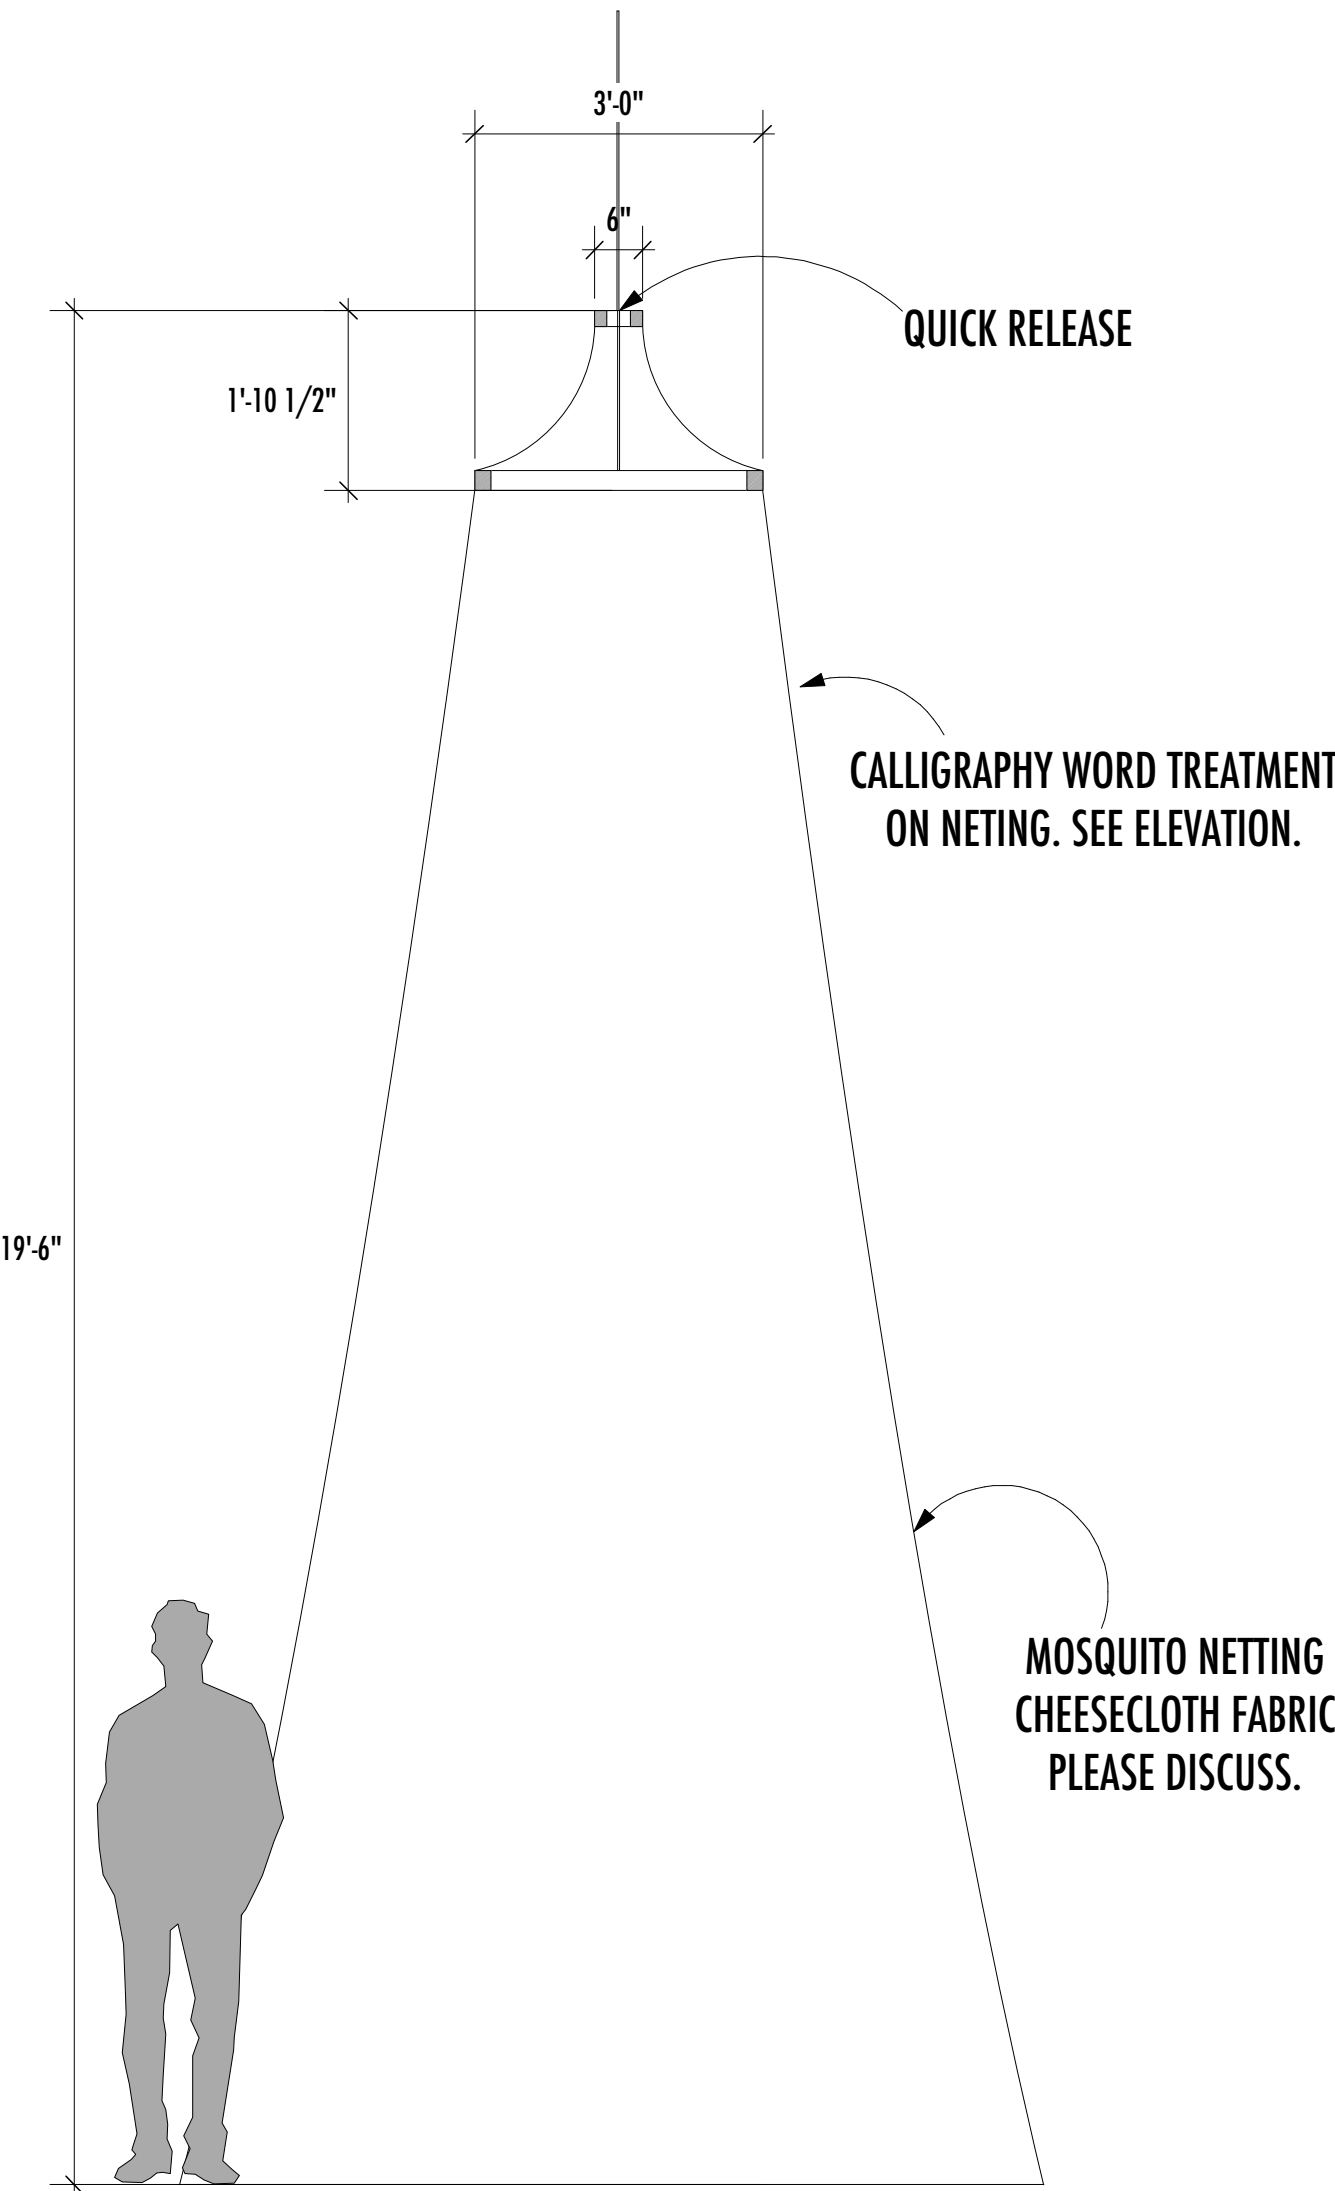 3'-0"
6"
QUICK RELEASE
1'-10 1/2"
CALLIGRAPHY WORD TREATMENT
ON NETING. SEE ELEVATION.
19'-6"
MOSQUITO NETTING
CHEESECLOTH FABRIC
PLEASE DISCUSS.